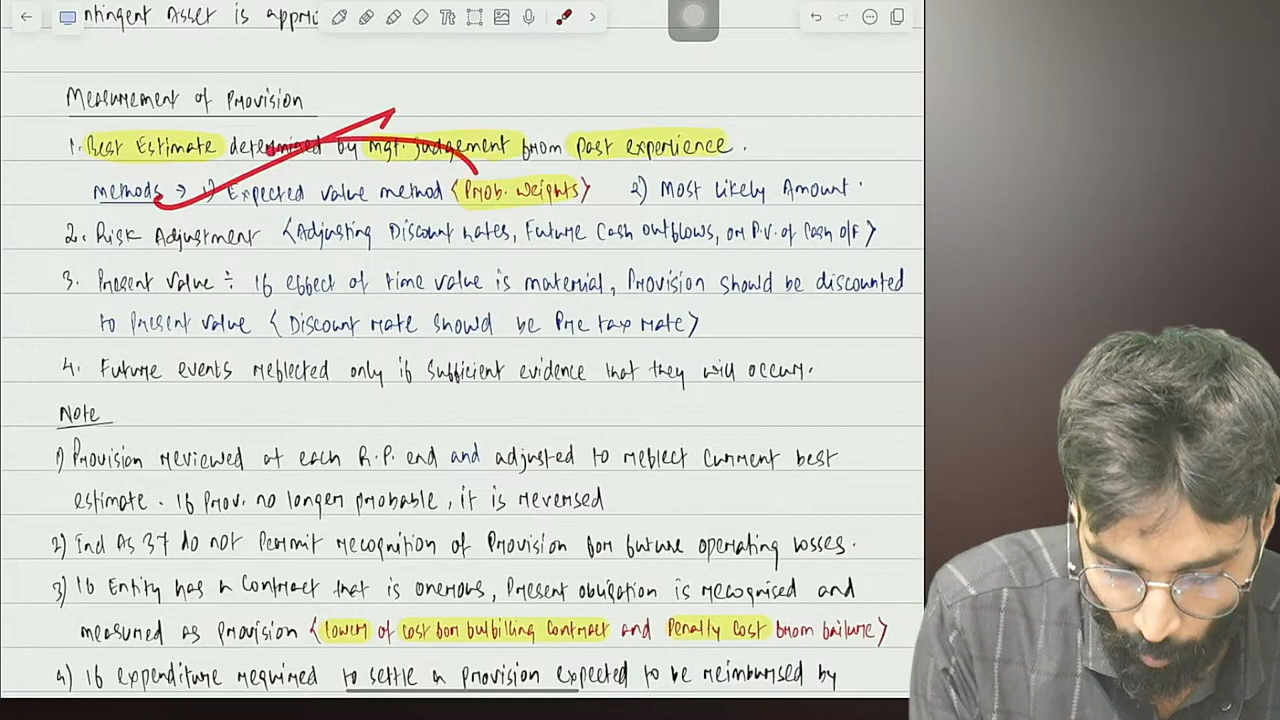 ntingent Asset is appri
Measurement of Provision
1. Best Estimate determined by mgt. judgement from past experience.
Methods → 1) Expected value method <Prob. weights> 2) Most likely Amount.
2. Risk Adjustment <Adjusting Discount rates, Future Cash outflows, or P.V. of Cash o/f>
3. Present value ÷ If effect of time value is material, Provision should be discounted
to Present value <Discount rate should be Pre tax rate>
4. Future events reflected only if sufficient evidence that they will occur.
Note
1) Provision reviewed at each R.P. end and adjusted to reflect current best
estimate. If Prov. no longer probable, it is reversed
2) Ind As 37 do not Permit recognition of Provision for future operating losses.
3) If Entity has a Contract that is onerous, Present obligation is recognised and
measured as provision <lower of cost for fulfilling contract and Penalty Cost from failure>
4) If expenditure required to settle a provision expected to be reimbursed by